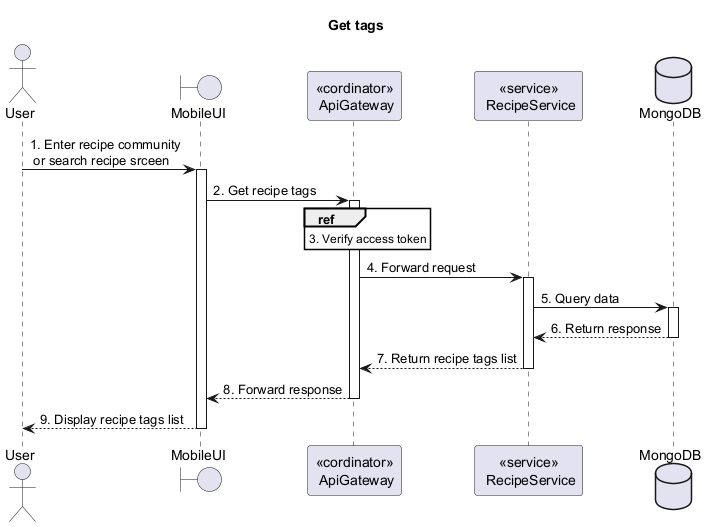 Get tags
User
MobileUI
«cordinator»
ApiGateway
«service»
RecipeService
MongoDB
1. Enter recipe community
or search recipe srceen
2. Get recipe tags
ref
3. Verify access token
4. Forward request
5. Query data
6. Return response
7. Return recipe tags list
8. Forward response
9. Display recipe tags list
User
MobileUI
«cordinator»
ApiGateway
«service»
RecipeService
MongoDB